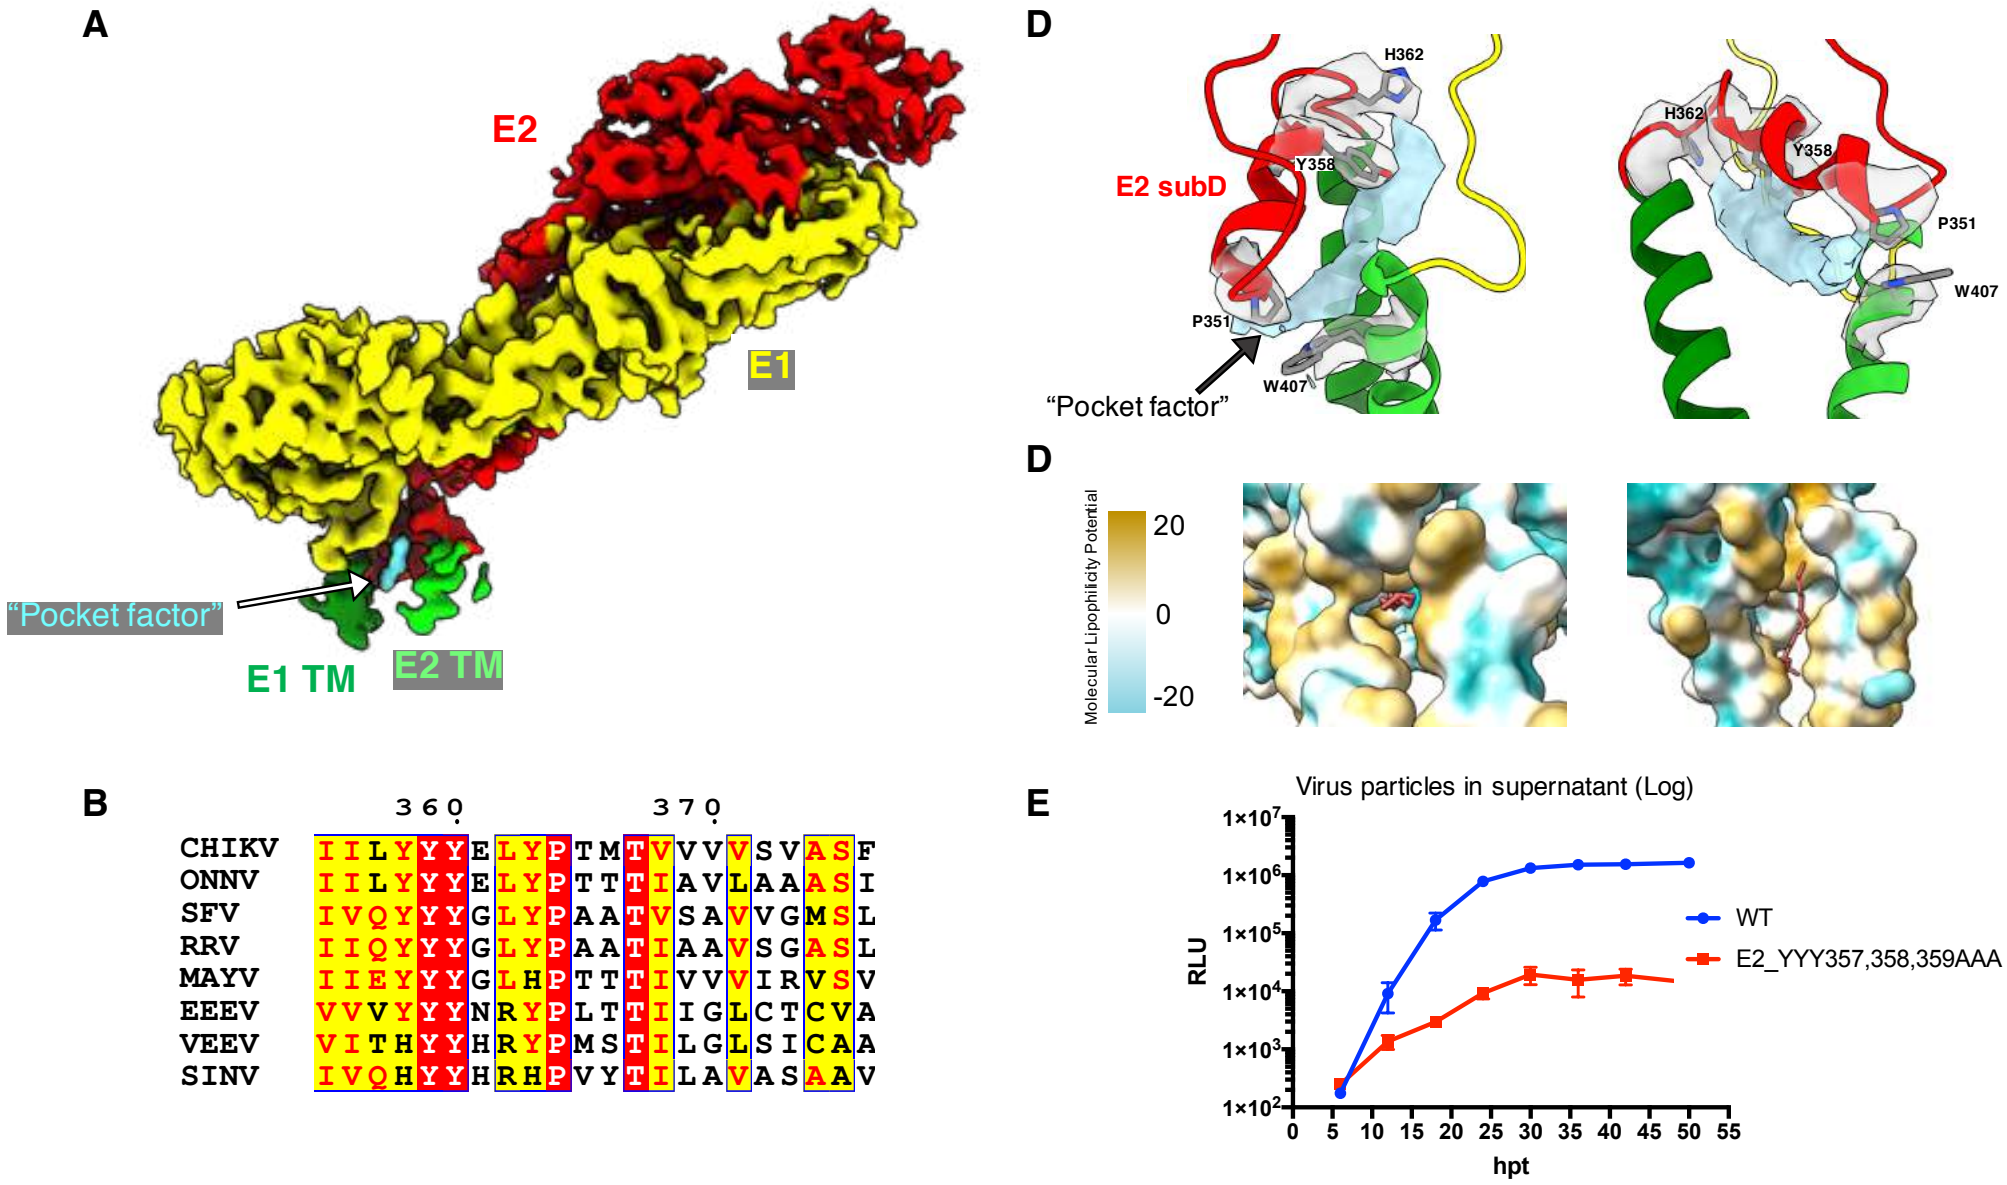 A
E2
E1
"Pocket factor"
E1 TM
E2 TM
B
360
370
CHIKV IILYYYELYPTMTVVVVSVASF
ONNV IILYYYELYPTTTIAVLAAASI
SFV IVQYYYGLYPAATVSAVVGMSL
RRV IIQYYYGLYPAATIAAVSGASL
MAYV IIEYYYGLHPTTTIVVVIRVSV
EEEV VVVYYYNRYPLTTIIGLCTCVA
VEEV VITHYYHRYPMSTILGLSICAA
SINV IVQHYYHRHPVYTILAVASAAV
D
H362
Y358
E2 subD
P351
W407
"Pocket factor"
H362
Y358
P351
W407
D
Molecular Lipophilicity Potential
20
0
-20
E
Virus particles in supernatant (Log)
RLU
1×10⁷
1×10⁶
1×10⁵
1×10⁴
1×10³
1×10²
0 5 10 15 20 25 30 35 40 45 50 55
hpt
WT
E2_YYY357,358,359AAA